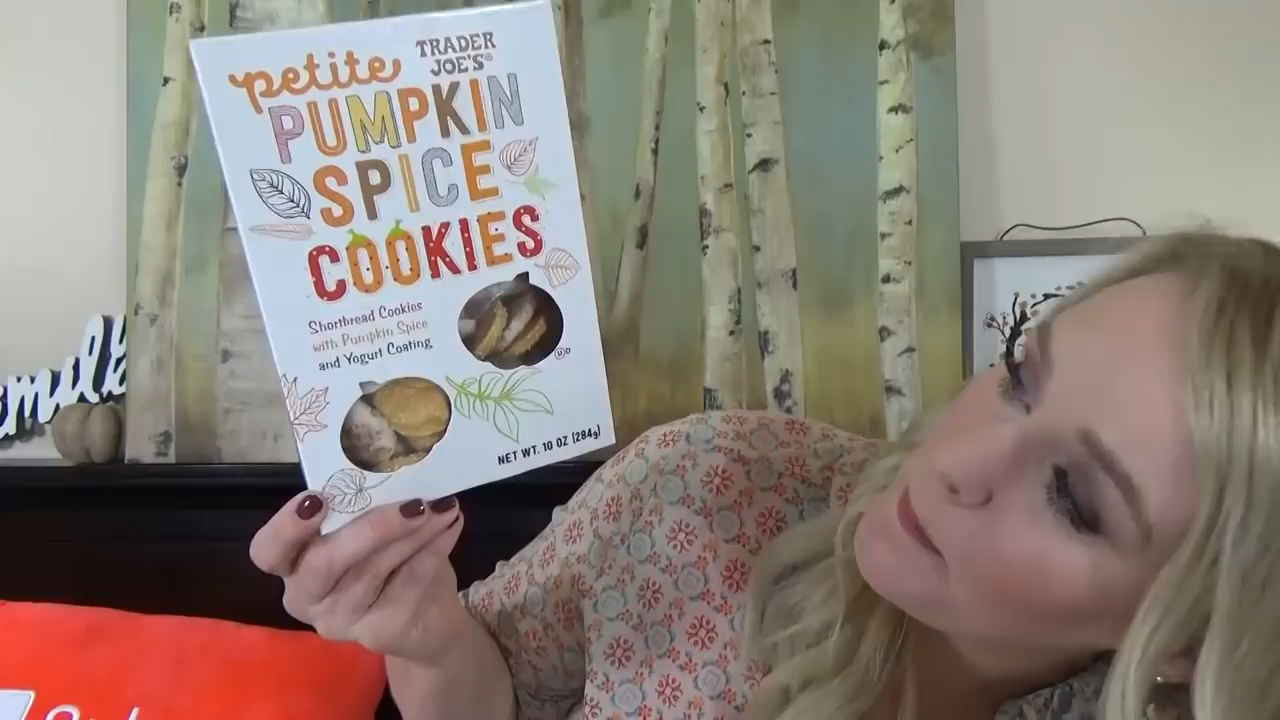 petite
TRADER
JOE'S®
PUMPKIN
SPICE
COOKIES
Shortbread Cookies
with Pumpkin Spice
and Yogurt Coating
NET WT. 10 OZ (284g)